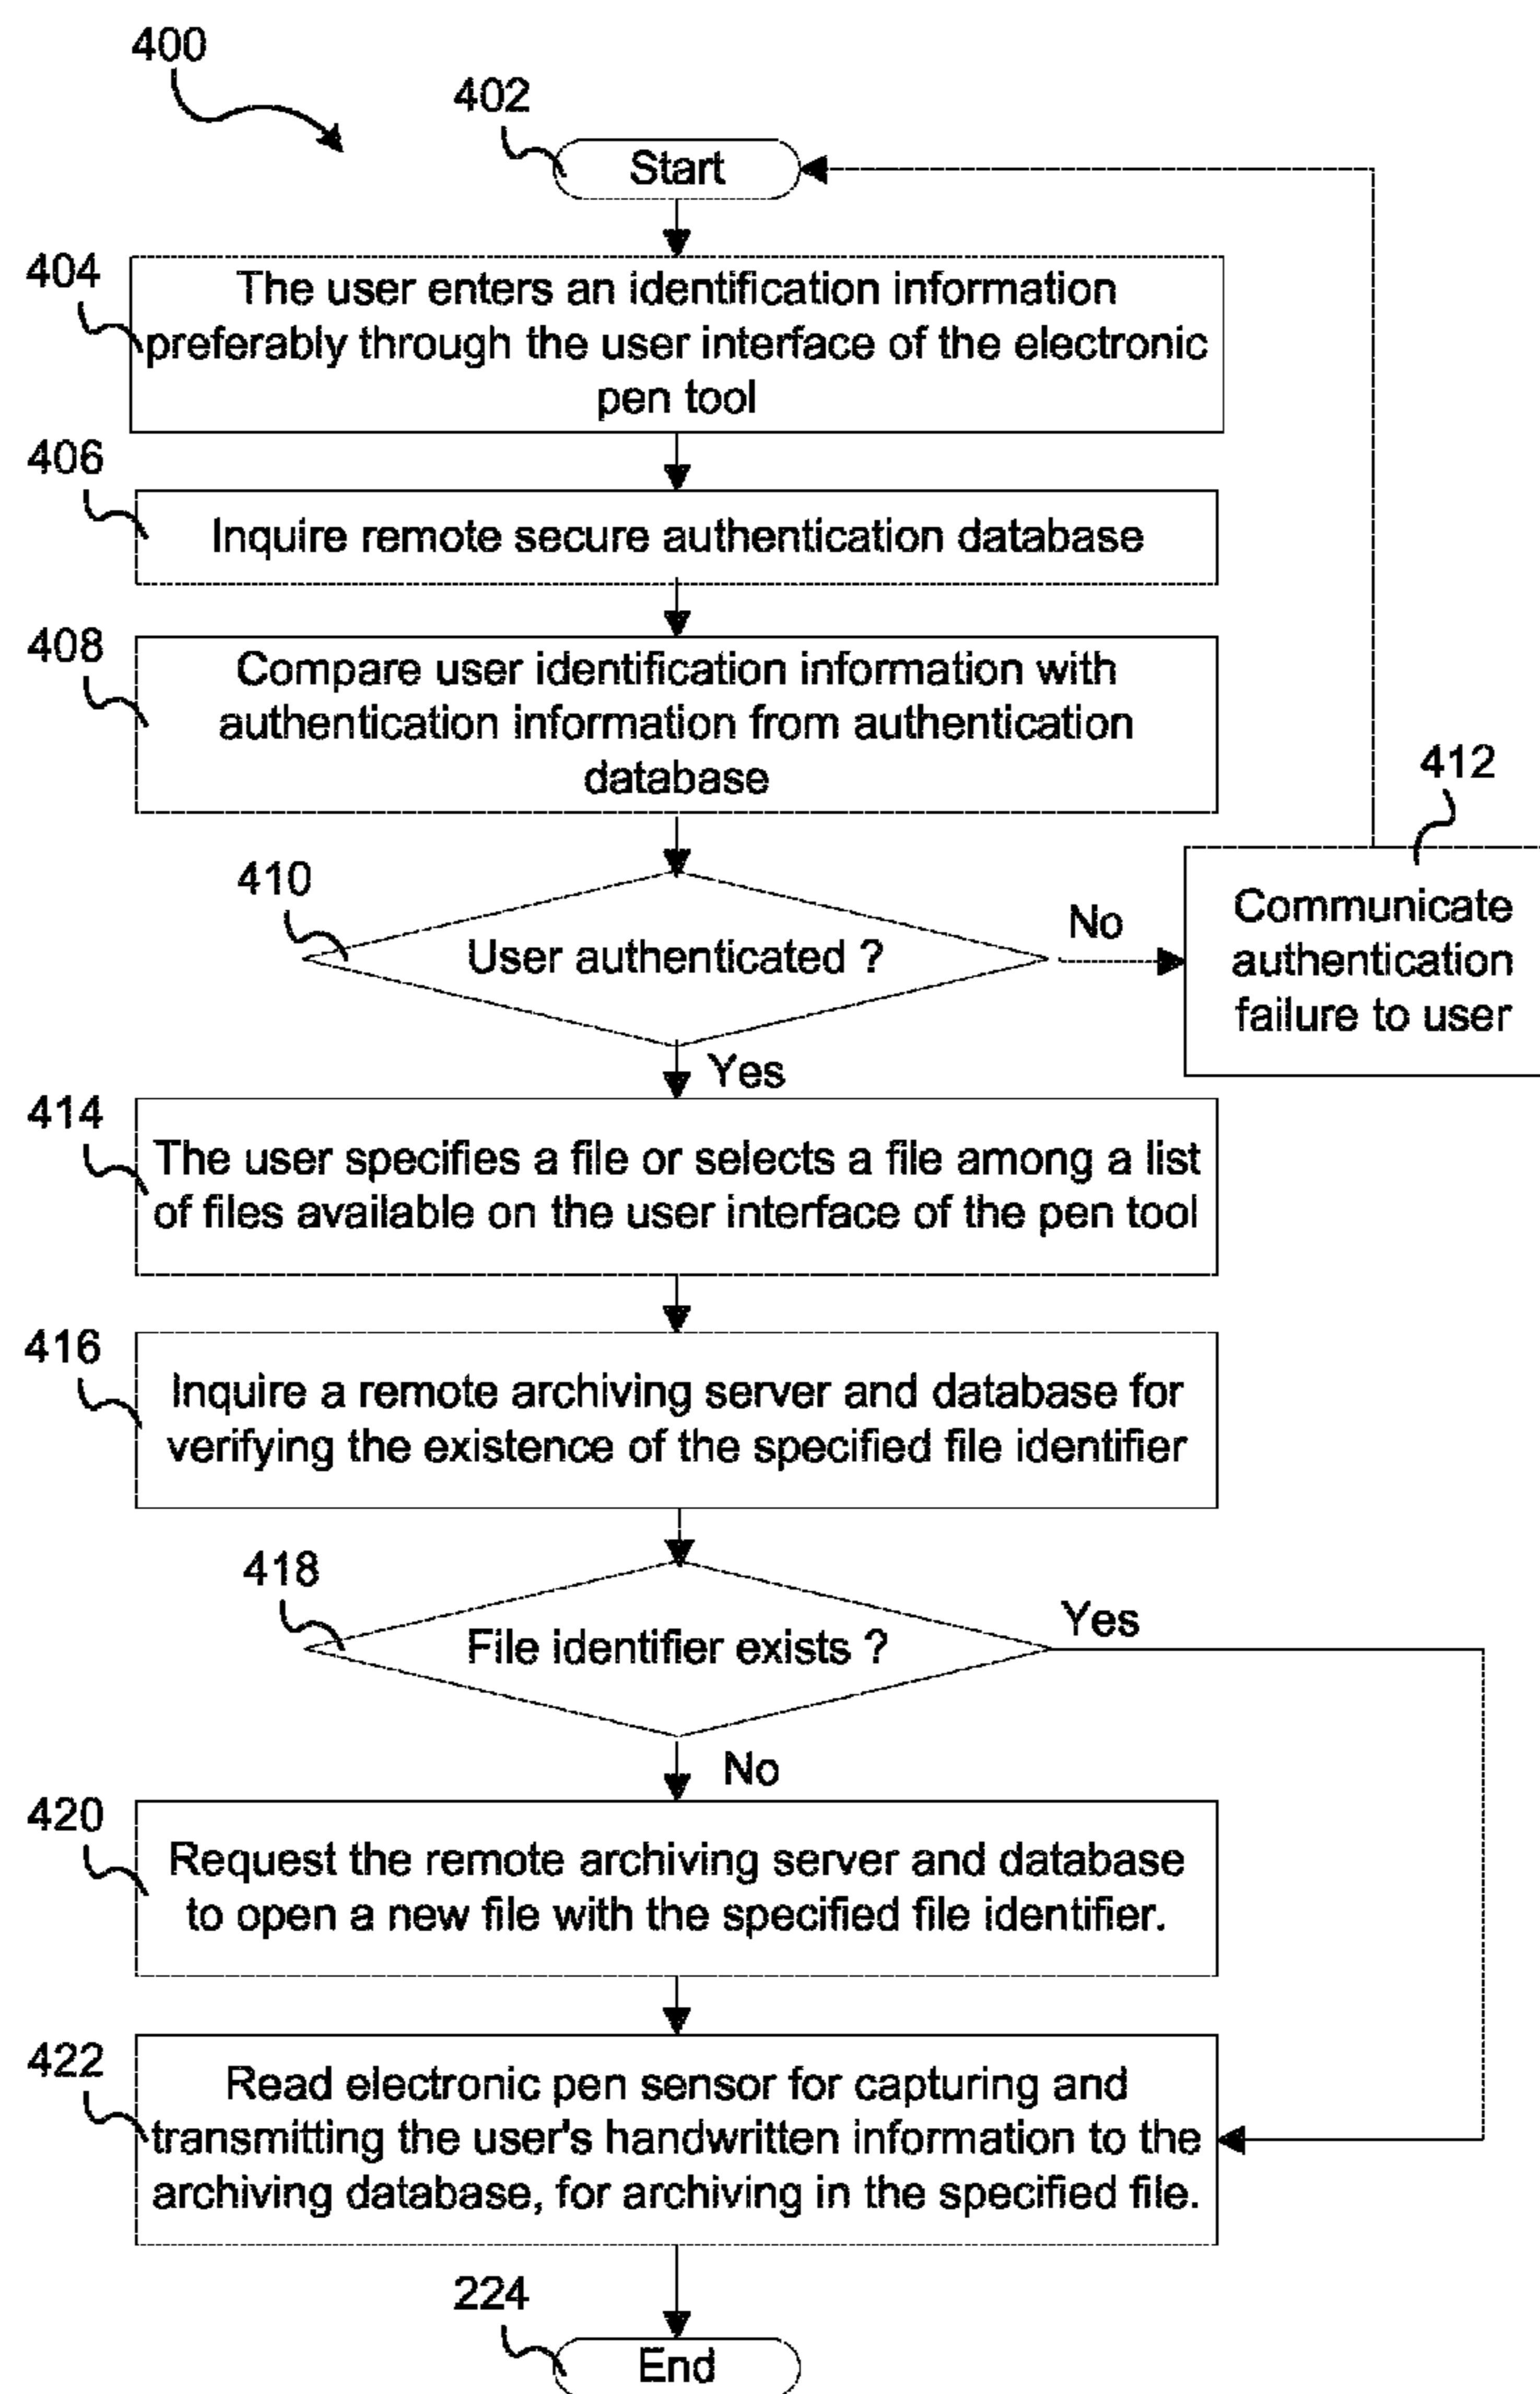 400
402
Start
404
The user enters an identification information
preferably through the user interface of the electronic
pen tool
406
Inquire remote secure authentication database
408
Compare user identification information with
authentication information from authentication
database
412
Communicate
authentication
failure to user
410
User authenticated ?
No
Yes
414
The user specifies a file or selects a file among a list
of files available on the user interface of the pen tool
416
Inquire a remote archiving server and database for
verifying the existence of the specified file identifier
418
File identifier exists ?
Yes
No
420
Request the remote archiving server and database
to open a new file with the specified file identifier.
422
Read electronic pen sensor for capturing and
transmitting the user's handwritten information to the
archiving database, for archiving in the specified file.
224
End